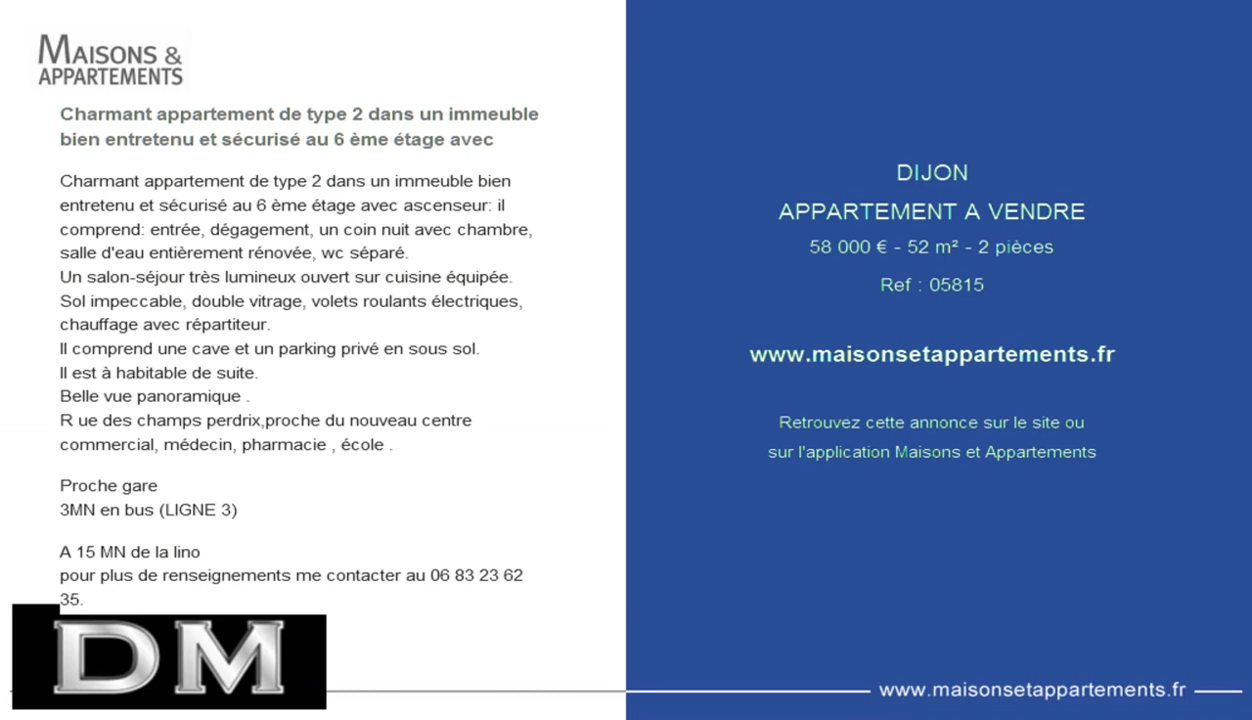 MAISONS &
APPARTEMENTS
Charmant appartement de type 2 dans un immeuble
bien entretenu et sécurisé au 6 ème étage avec
Charmant appartement de type 2 dans un immeuble bien
entretenu et sécurisé au 6 ème étage avec ascenseur: il
comprend: entrée, dégagement, un coin nuit avec chambre,
salle d'eau entièrement rénovée, wc séparé.
Un salon-séjour très lumineux ouvert sur cuisine équipée.
Sol impeccable, double vitrage, volets roulants électriques,
chauffage avec répartiteur.
Il comprend une cave et un parking privé en sous sol.
Il est à habitable de suite.
Belle vue panoramique .
R ue des champs perdrix,proche du nouveau centre
commercial, médecin, pharmacie , école .
Proche gare
3MN en bus (LIGNE 3)
A 15 MN de la lino
pour plus de renseignements me contacter au 06 83 23 62
35.
DM
DIJON
APPARTEMENT A VENDRE
58 000 € - 52 m² - 2 pièces
Ref : 05815
www.maisonsetappartements.fr
Retrouvez cette annonce sur le site ou
sur l'application Maisons et Appartements
www.maisonsetappartements.fr